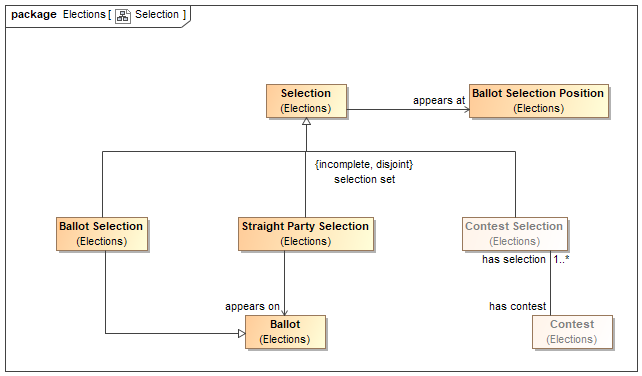 package Elections [ Selection ]
Selection
(Elections)
appears at
Ballot Selection Position
(Elections)
{incomplete, disjoint}
selection set
Ballot Selection
(Elections)
Straight Party Selection
(Elections)
Contest Selection
(Elections)
has selection 1..*
appears on
has contest
Ballot
(Elections)
Contest
(Elections)